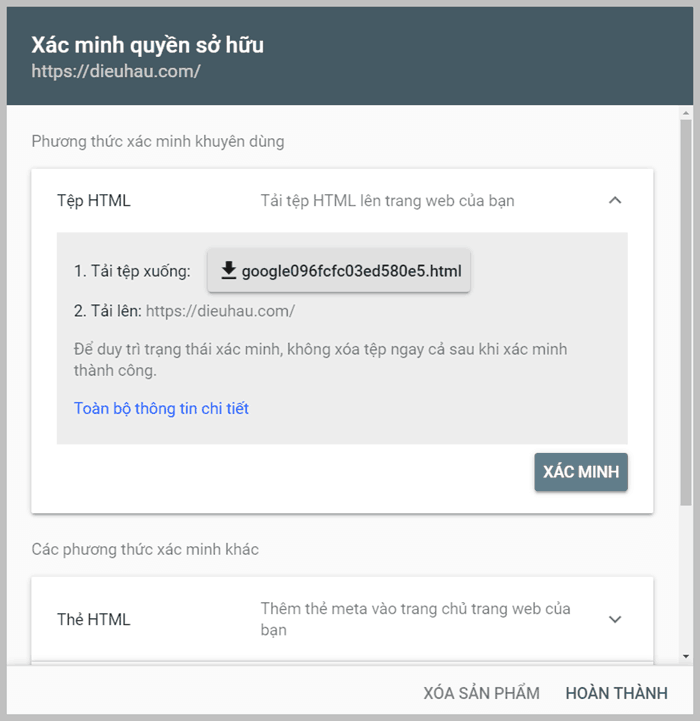 Xác minh quyền sở hữu
https://dieuhau.com/
Phương thức xác minh khuyên dùng
Tệp HTML Tải tệp HTML lên trang web của bạn
1. Tải tệp xuống: google096fcfc03ed580e5.html
2. Tải lên: https://dieuhau.com/
Để duy trì trạng thái xác minh, không xóa tệp ngay cả sau khi xác minh
thành công.
Toàn bộ thông tin chi tiết
XÁC MINH
Các phương thức xác minh khác
Thẻ HTML Thêm thẻ meta vào trang chủ trang web của
bạn
XÓA SẢN PHẨM HOÀN THÀNH